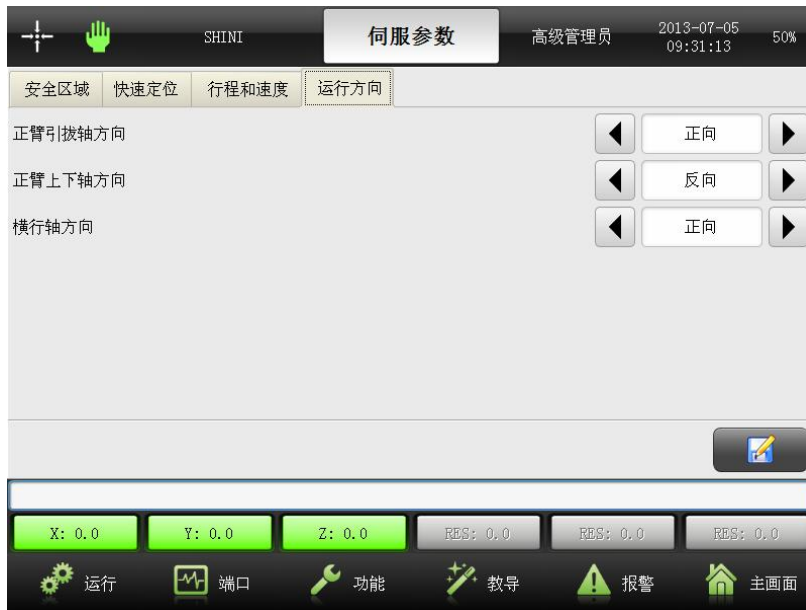 SHINI 伺服参数 高级管理员 2013-07-05 09:31:13 50%
安全区域 快速定位 行程和速度 运行方向
正臂引拔轴方向 正向
正臂上下轴方向 反向
横行轴方向 正向
X: 0.0 Y: 0.0 Z: 0.0 RES: 0.0 RES: 0.0 RES: 0.0
运行 端口 功能 教导 报警 主画面